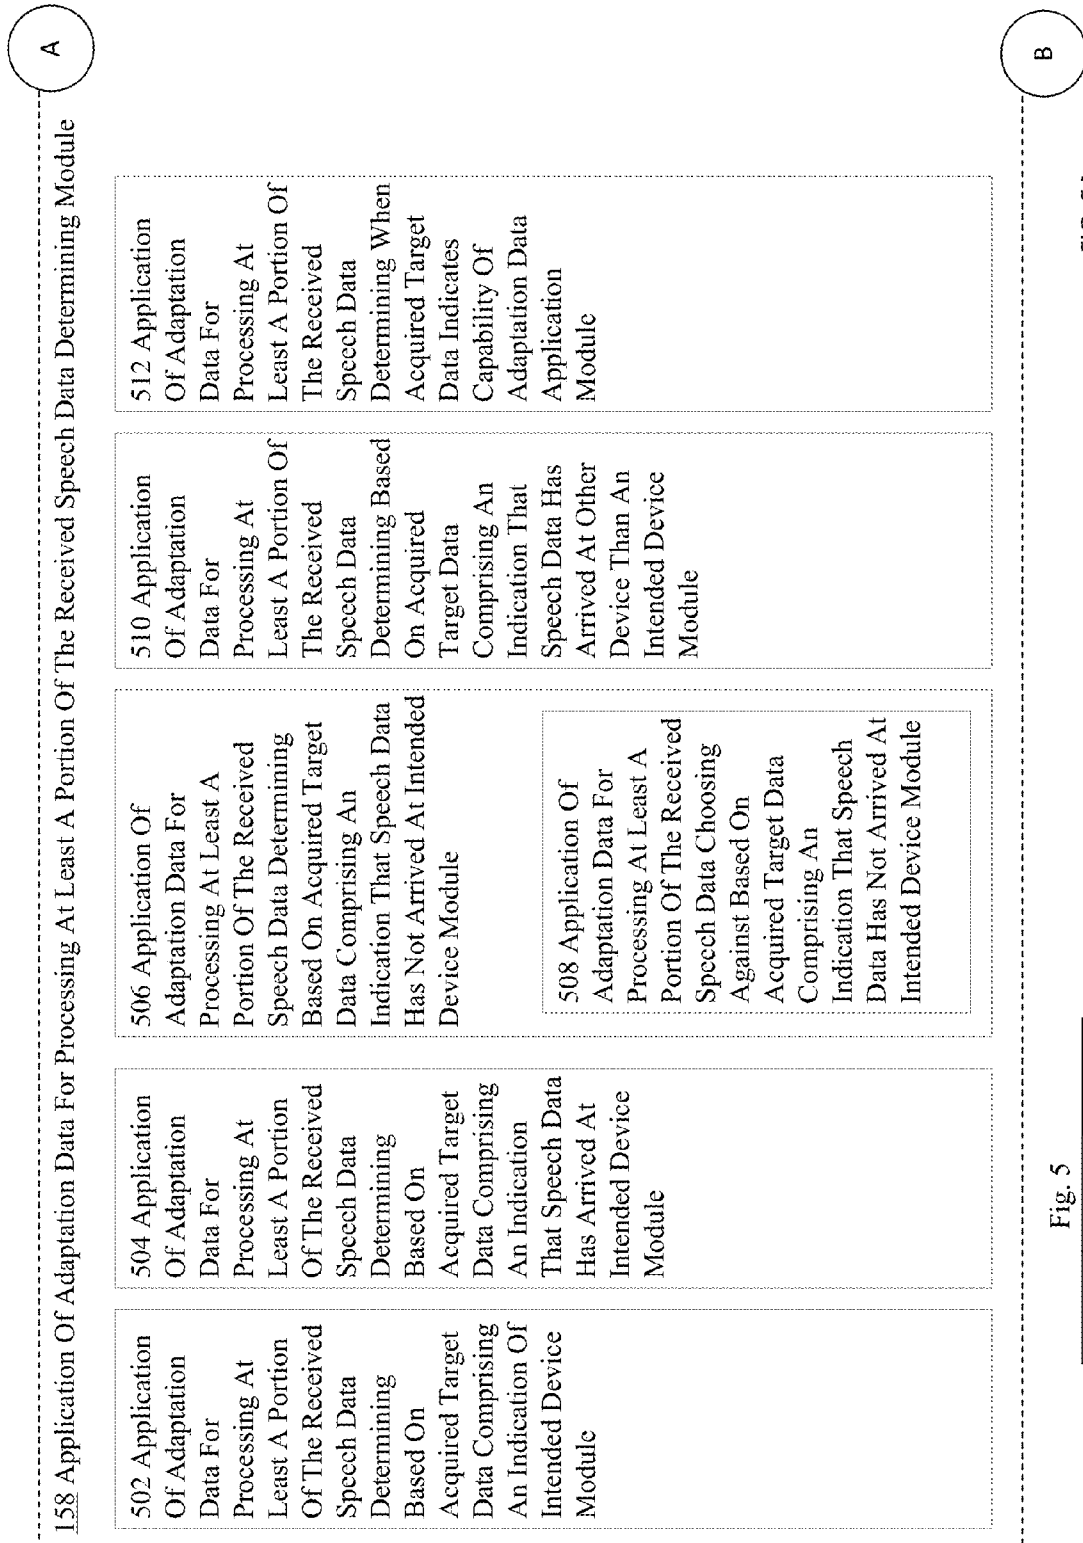 A
158 Application Of Adaptation Data For Processing At Least A Portion Of The Received Speech Data Determining Module
502 Application
Of Adaptation
Data For
Processing At
Least A Portion
Of The Received
Speech Data
Determining
Based On
Acquired Target
Data Comprising
An Indication Of
Intended Device
Module
504 Application
Of Adaptation
Data For
Processing At
Least A Portion
Of The Received
Speech Data
Determining
Based On
Acquired Target
Data Comprising
An Indication
That Speech Data
Has Arrived At
Intended Device
Module
506 Application Of
Adaptation Data For
Processing At Least A
Portion Of The Received
Speech Data Determining
Based On Acquired Target
Data Comprising An
Indication That Speech Data
Has Not Arrived At Intended
Device Module
508 Application Of
Adaptation Data For
Processing At Least A
Portion Of The Received
Speech Data Choosing
Against Based On
Acquired Target Data
Comprising An
Indication That Speech
Data Has Not Arrived At
Intended Device Module
510 Application
Of Adaptation
Data For
Processing At
Least A Portion Of
The Received
Speech Data
Determining Based
On Acquired
Target Data
Comprising An
Indication That
Speech Data Has
Arrived At Other
Device Than An
Intended Device
Module
512 Application
Of Adaptation
Data For
Processing At
Least A Portion Of
The Received
Speech Data
Determining When
Acquired Target
Data Indicates
Capability Of
Adaptation Data
Application
Module
B
Fig. 5